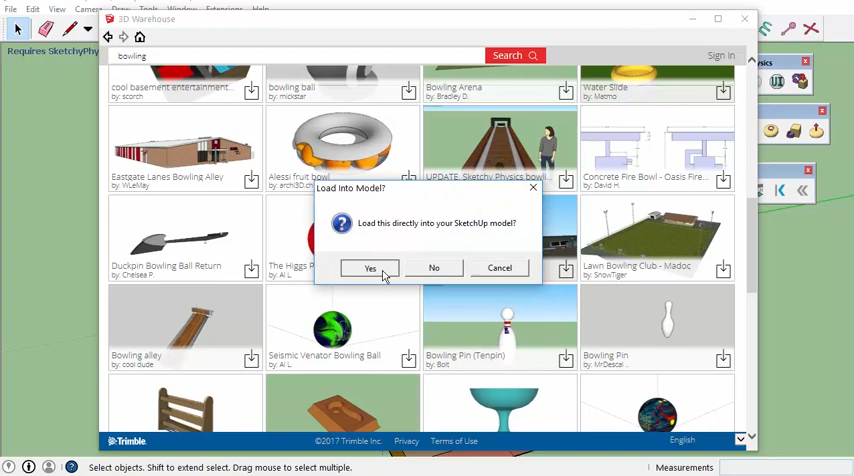 File Edit View Camera Draw Tools Window Extensions Help
3D Warehouse
Requires SketchyPhy
bowling
Search
Sign In
ysics
UI
cool basement entertainment...
by: scorch
bowling ball
by: mickstar
Bowling Arena
by: Bradley D.
Water Slide
by: Matmo
Eastgate Lanes Bowling Alley
by: WLeMay
Alessi fruit bowl
by: archi3D.ch
UPDATE: Sketchy Physics bowli...
Concrete Fire Bowl - Oasis Fire...
by: David H.
Load Into Model?
Load this directly into your SketchUp model?
Yes
No
Cancel
Duckpin Bowling Ball Return
by: Chelsea P.
The Higgs
by: Al L.
Lawn Bowling Club - Madoc
by: SnowTiger
Bowling alley
by: cool dude
Seismic Venator Bowling Ball
by: Al L.
Bowling Pin (Tenpin)
by: Bolt
Bowling Pin
by: MrDescal ..
Trimble.
©2017 Trimble Inc.
Privacy
Terms of Use
English
Select objects. Shift to extend select. Drag mouse to select multiple.
Measurements